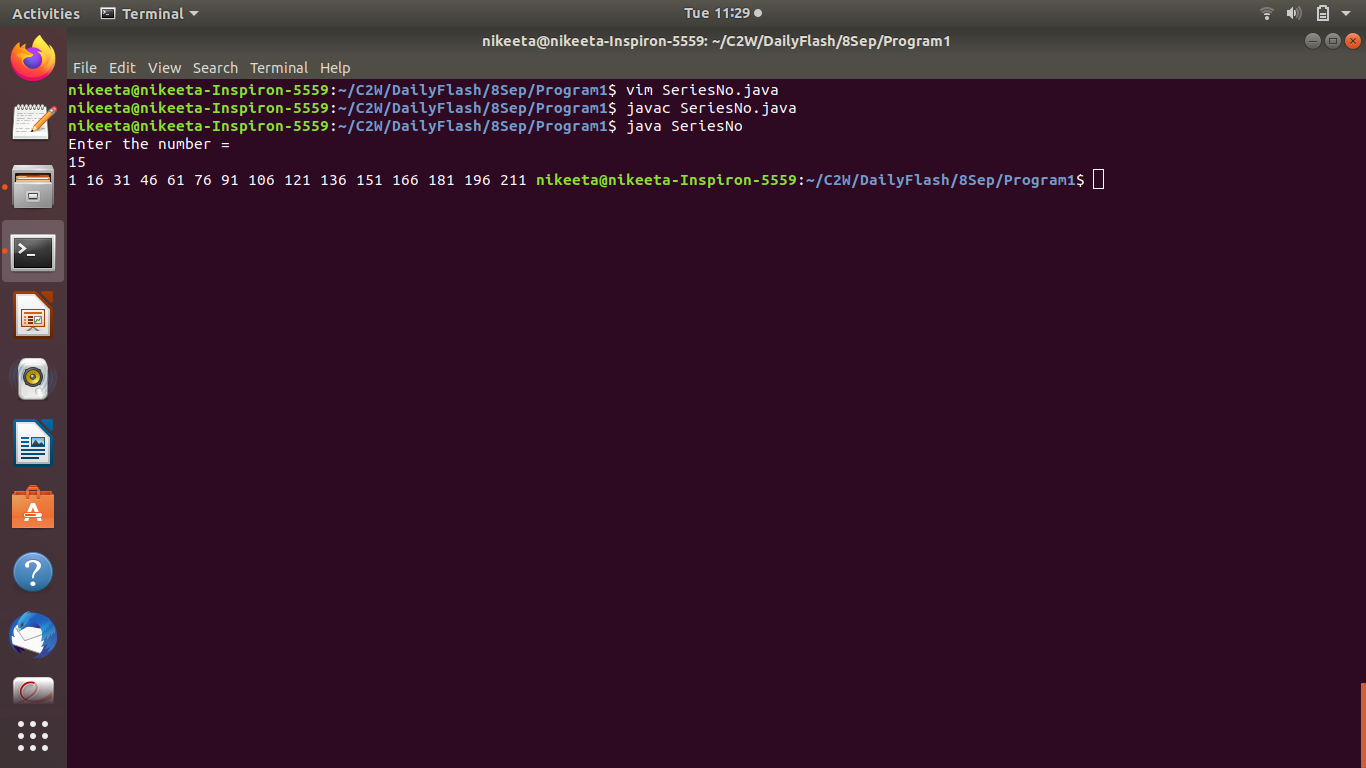 Activities Terminal Tue 11:29
nikeeta@nikeeta-Inspiron-5559: ~/C2W/DailyFlash/8Sep/Program1
File Edit View Search Terminal Help
nikeeta@nikeeta-Inspiron-5559:~/C2W/DailyFlash/8Sep/Program1$ vim SeriesNo.java
nikeeta@nikeeta-Inspiron-5559:~/C2W/DailyFlash/8Sep/Program1$ javac SeriesNo.java
nikeeta@nikeeta-Inspiron-5559:~/C2W/DailyFlash/8Sep/Program1$ java SeriesNo
Enter the number =
15
1 16 31 46 61 76 91 106 121 136 151 166 181 196 211 nikeeta@nikeeta-Inspiron-5559:~/C2W/DailyFlash/8Sep/Program1$